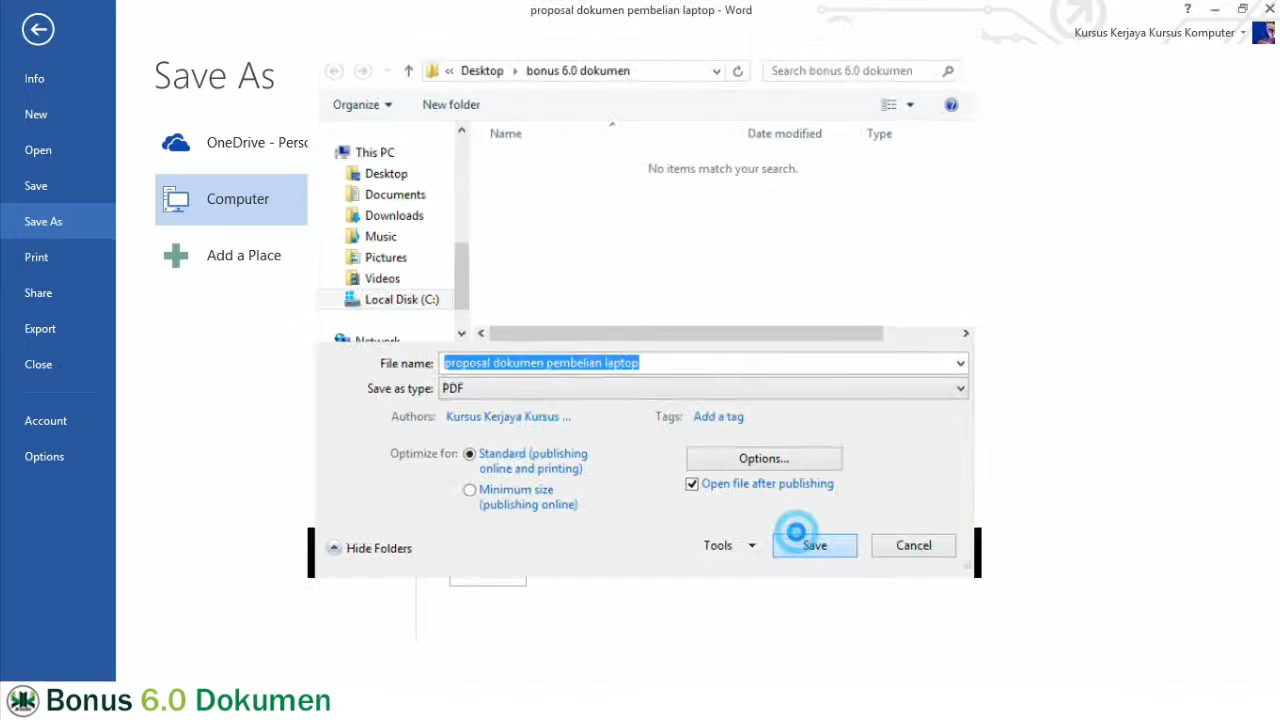 proposal dokumen pembelian laptop - Word
?
Kursus Kerjaya Kursus Komputer
Info
New
Open
Save
Save As
Print
Share
Export
Close
Account
Options
Save As
OneDrive - Perso
Computer
Add a Place
« Desktop bonus 6.0 dokumen
Search bonus 6.0 dokumen
Organize
New folder
Name
Date modified
Type
No items match your search.
This PC
Desktop
Documents
Downloads
Music
Pictures
Videos
Local Disk (C:)
Network
File name: proposal dokumen pembelian laptop
Save as type: PDF
Authors: Kursus Kerjaya Kursus ...
Tags: Add a tag
Optimize for: Standard (publishing
online and printing)
Minimum size
(publishing online)
Options...
Open file after publishing
Hide Folders
Tools
Save
Cancel
Bonus 6.0 Dokumen